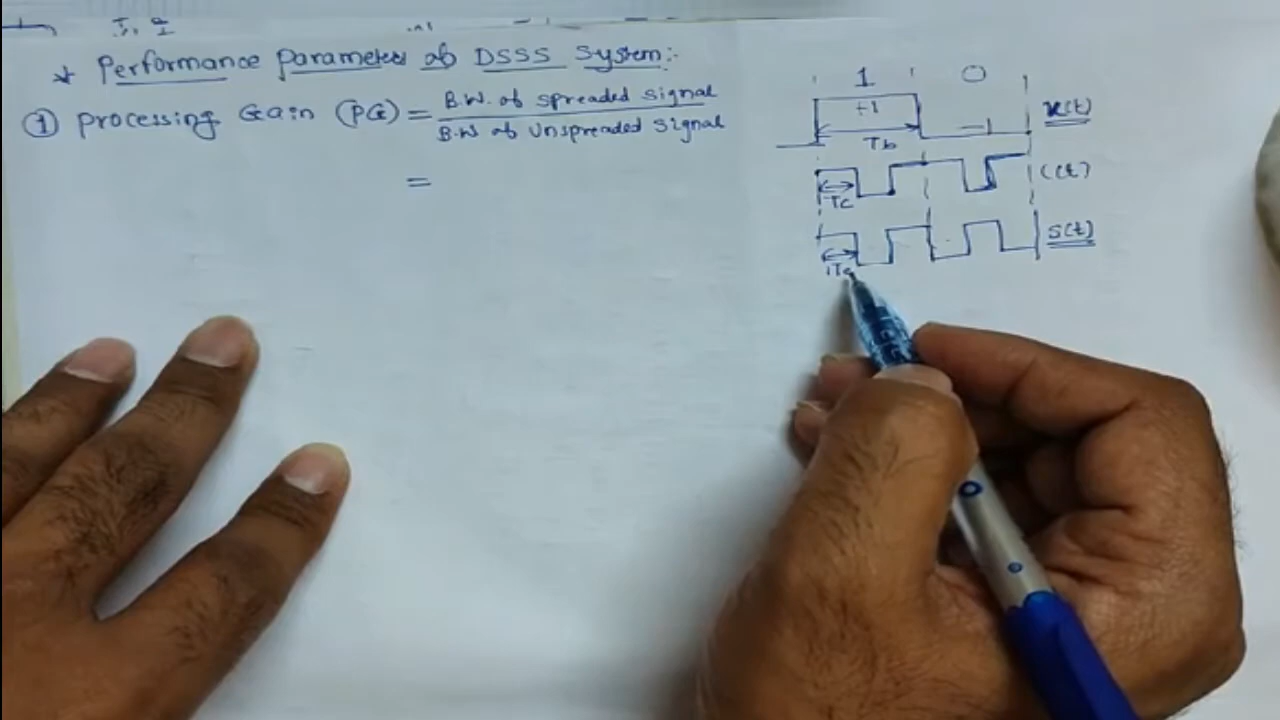 * Performance Parameters of DSSS System:-
1 0
① Processing Gain (PG) = B.W. of spreaded signal
B.W of Unspreaded Signal
+1 x(t)
Tb -1
= c(t)
Tc
s(t)
Tc